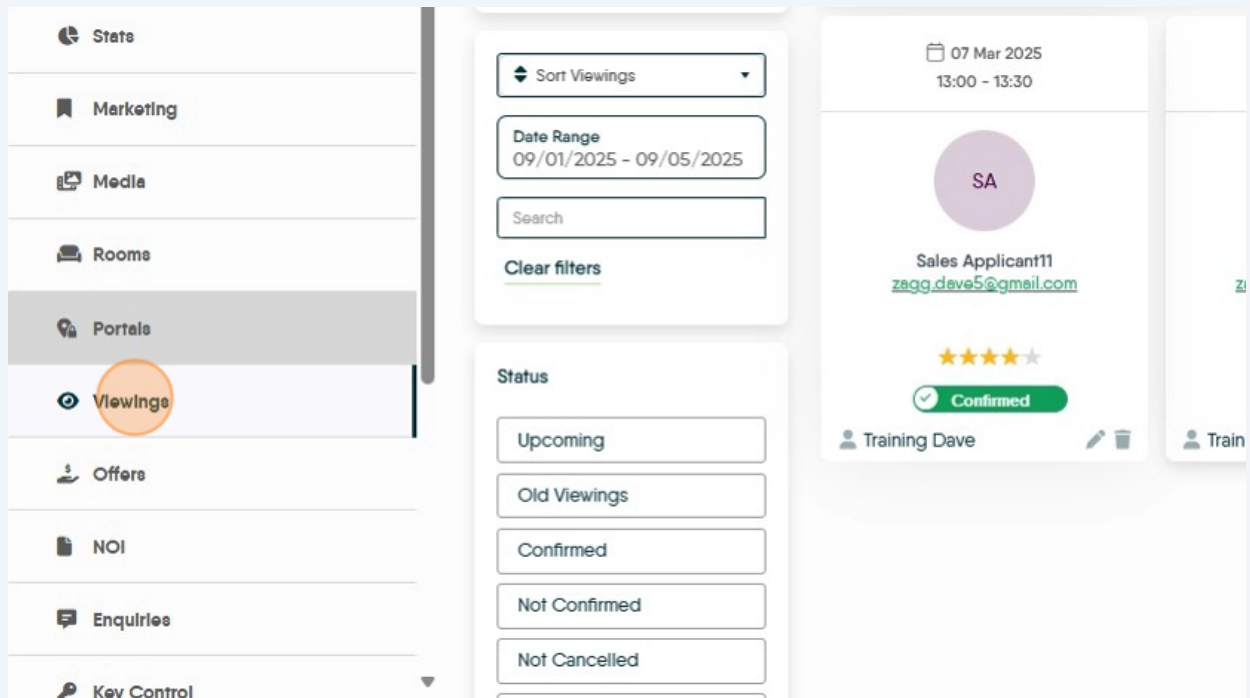 Stats
Marketing
Media
Rooms
Portals
Viewings
Offers
NOI
Enquiries
Key Control
Sort Viewings
Date Range
09/01/2025 - 09/05/2025
Search
Clear filters
Status
Upcoming
Old Viewings
Confirmed
Not Confirmed
Not Cancelled
07 Mar 2025
13:00 - 13:30
SA
Sales Applicant11
zagg.dave5@gmail.com
Confirmed
Training Dave